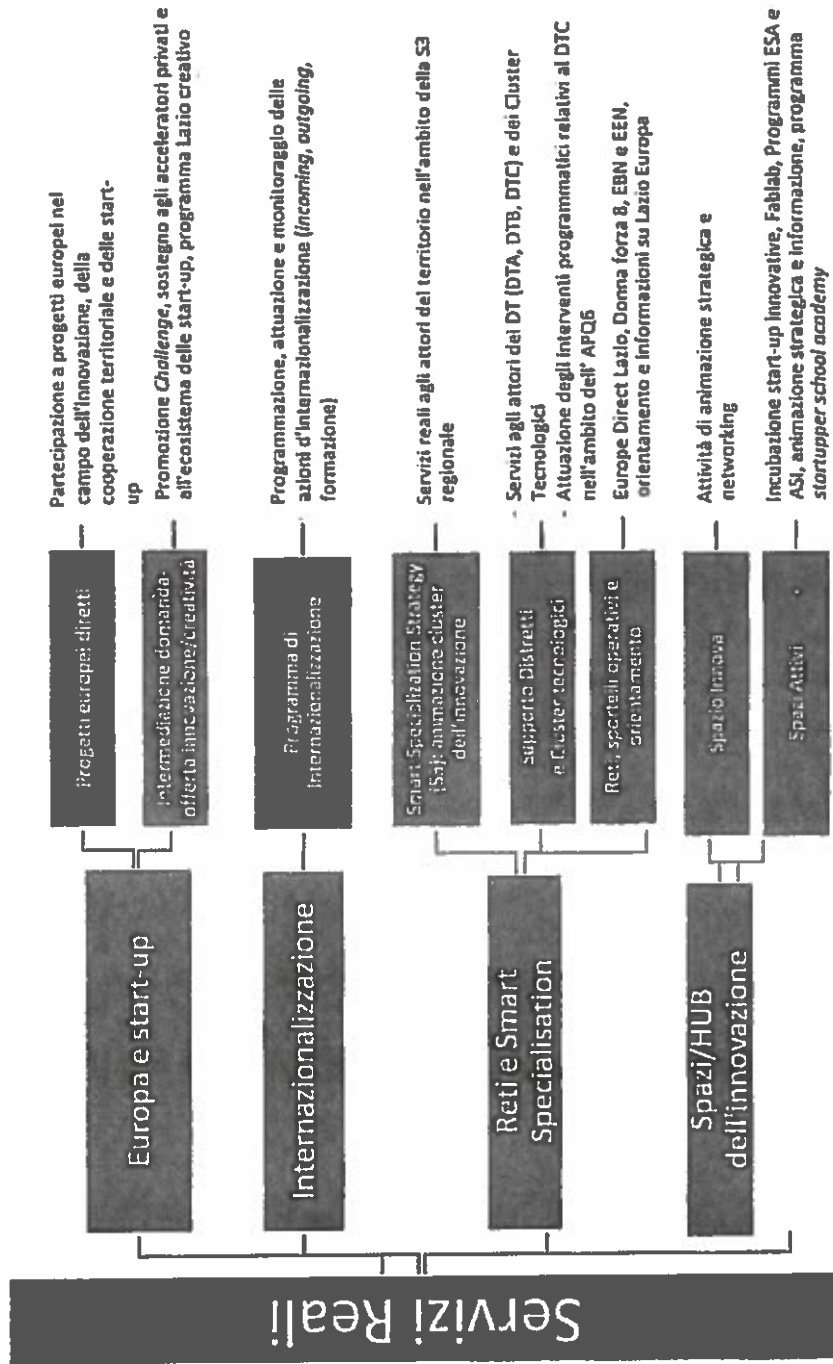 Servizi Reali
Europa e start-up
Progetti europei diretti
Partecipazione a progetti europei nel
campo dell'innovazione, della
cooperazione territoriale e delle start-
up
Intermediazione domanda-
offerta innovazione/creatività
Promozione Challenge, sostegno agli acceleratori privati e
all'ecosistema delle start-up, programma Lazio creativo
Internazionalizzazione
Programma di
Internazionalizzazione
Programmazione, attuazione e monitoraggio delle
azioni d'internazionalizzazione (incoming, outgoing,
formazione)
Reti e Smart
Specialisation
Smart Specialization Strategy
(S3): animazione cluster
dell'innovazione
Servizi reali agli attori del territorio nell'ambito della S3
regionale
Supporto Distretti
e Cluster tecnologici
- Servizi agli attori dei DT (DTA, DTB, DTC) e dei Cluster
Tecnologici
- Attuazione degli interventi programmatici relativi al DTC
nell'ambito dell' APQ6
Reti, sportelli operativi e
orientamento
Europe Direct Lazio, Donna forza 8, EBN e EEN,
orientamento e informazioni su Lazio Europa
Spazi/HUB
dell'innovazione
Spazio Innova
Attività di animazione strategica e
networking
Spazi Attivi
Incubazione start-up innovative, Fablab, Programmi ESA e
ASI, animazione strategica e informazione, programma
startupper school academy